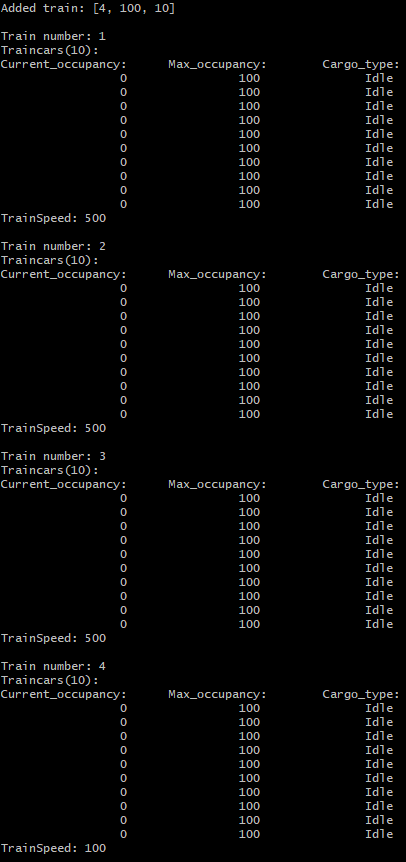 Added train: [4, 100, 10]
Train number: 1
Traincars(10):
Current_occupancy: Max_occupancy: Cargo_type:
0 100 Idle
0 100 Idle
0 100 Idle
0 100 Idle
0 100 Idle
0 100 Idle
0 100 Idle
0 100 Idle
0 100 Idle
0 100 Idle
TrainSpeed: 500
Train number: 2
Traincars(10):
Current_occupancy: Max_occupancy: Cargo_type:
0 100 Idle
0 100 Idle
0 100 Idle
0 100 Idle
0 100 Idle
0 100 Idle
0 100 Idle
0 100 Idle
0 100 Idle
0 100 Idle
TrainSpeed: 500
Train number: 3
Traincars(10):
Current_occupancy: Max_occupancy: Cargo_type:
0 100 Idle
0 100 Idle
0 100 Idle
0 100 Idle
0 100 Idle
0 100 Idle
0 100 Idle
0 100 Idle
0 100 Idle
0 100 Idle
TrainSpeed: 500
Train number: 4
Traincars(10):
Current_occupancy: Max_occupancy: Cargo_type:
0 100 Idle
0 100 Idle
0 100 Idle
0 100 Idle
0 100 Idle
0 100 Idle
0 100 Idle
0 100 Idle
0 100 Idle
0 100 Idle
TrainSpeed: 100